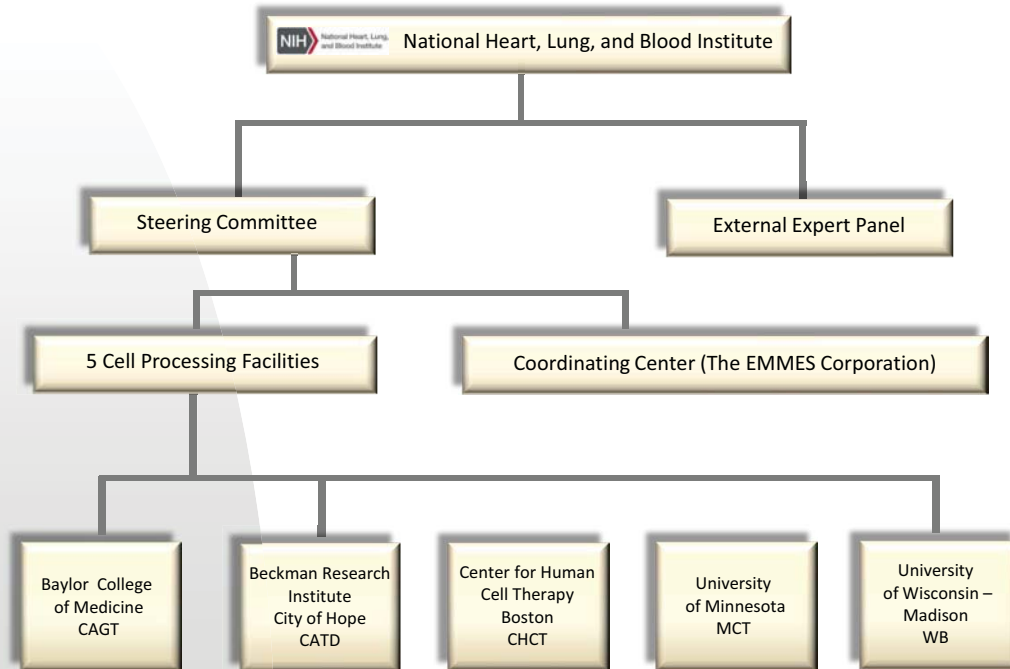 NIH National Heart, Lung, and Blood Institute
National Heart, Lung, and Blood Institute
Steering Committee
External Expert Panel
5 Cell Processing Facilities
Coordinating Center (The EMMES Corporation)
Baylor College
of Medicine
CAGT
Beckman Research
Institute
City of Hope
CATD
Center for Human
Cell Therapy
Boston
CHCT
University
of Minnesota
MCT
University
of Wisconsin –
Madison
WB